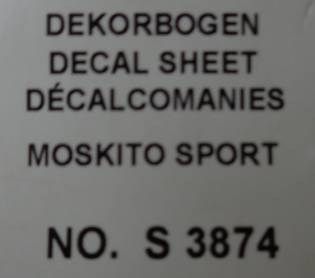 DEKORBOGEN
DECAL SHEET
DÉCALCOMANIES
MOSKITO SPORT
NO. S 3874